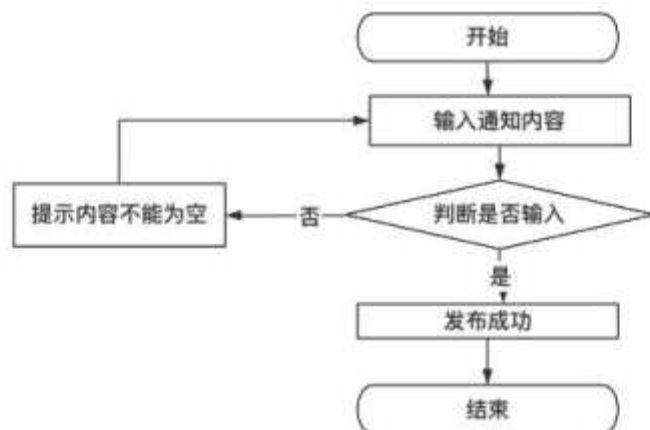 开始
输入通知内容
提示内容不能为空
否
判断是否输入
是
发布成功
结束